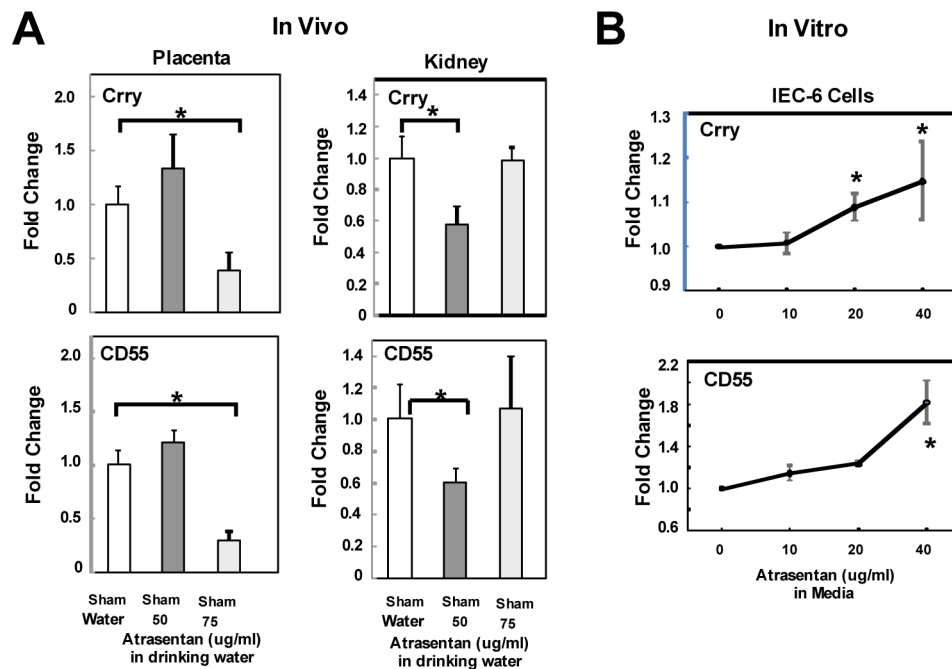 A
In Vivo
B
In Vitro
Placenta
Kidney
IEC-6 Cells
Fold Change
2.0
1.5
1.0
0.5
0
Crry
*
Fold Change
1.4
1.2
1.0
0.8
0.6
0.4
0.2
0
Crry
*
Fold Change
1.3
1.2
1.1
1.0
0.9
Crry
*
*
0 10 20 40
Fold Change
2.0
1.5
1.0
0.5
0
CD55
*
Sham Sham Sham
Water 50 75
Atrasentan (ug/ml)
in drinking water
Fold Change
1.4
1.2
1.0
0.8
0.6
0.4
0.2
0
CD55
*
Sham Sham Sham
Water 50 75
Atrasentan (ug/ml)
in drinking water
Fold Change
2.2
1.8
1.4
1.0
0.6
CD55
*
0 10 20 40
Atrasentan (ug/ml)
in Media